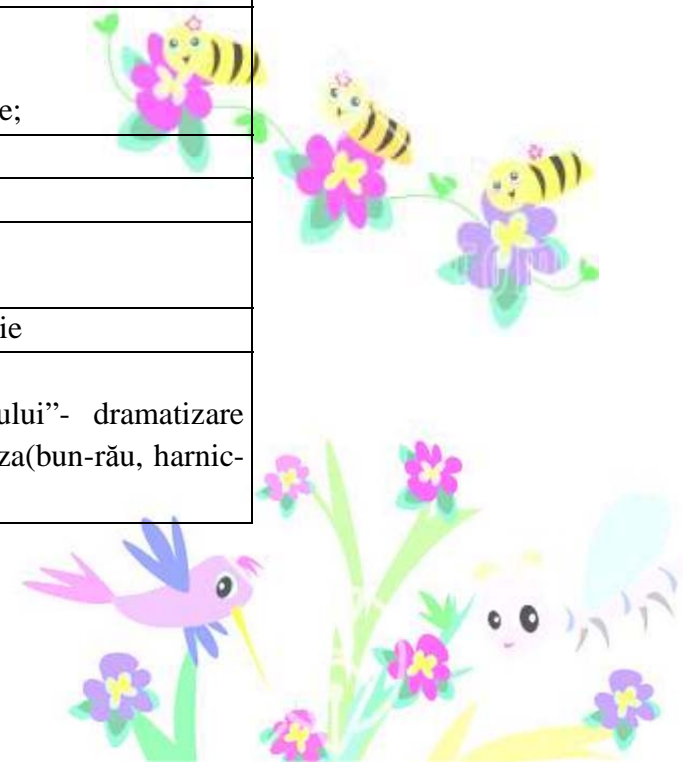 e;
ie
ului”- dramatizare
za(bun-rău, harnic-